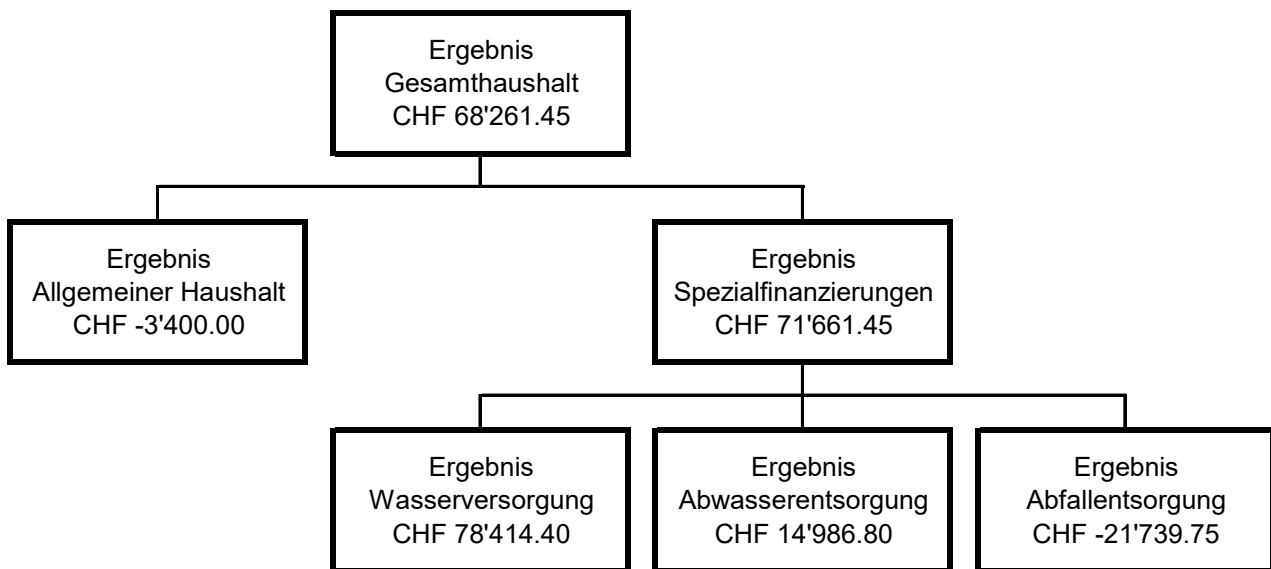 Ergebnis
Gesamthaushalt
CHF 68'261.45
Ergebnis
Allgemeiner Haushalt
CHF -3'400.00
Ergebnis
Spezialfinanzierungen
CHF 71'661.45
Ergebnis
Wasserversorgung
CHF 78'414.40
Ergebnis
Abwasserentsorgung
CHF 14'986.80
Ergebnis
Abfallentsorgung
CHF -21'739.75